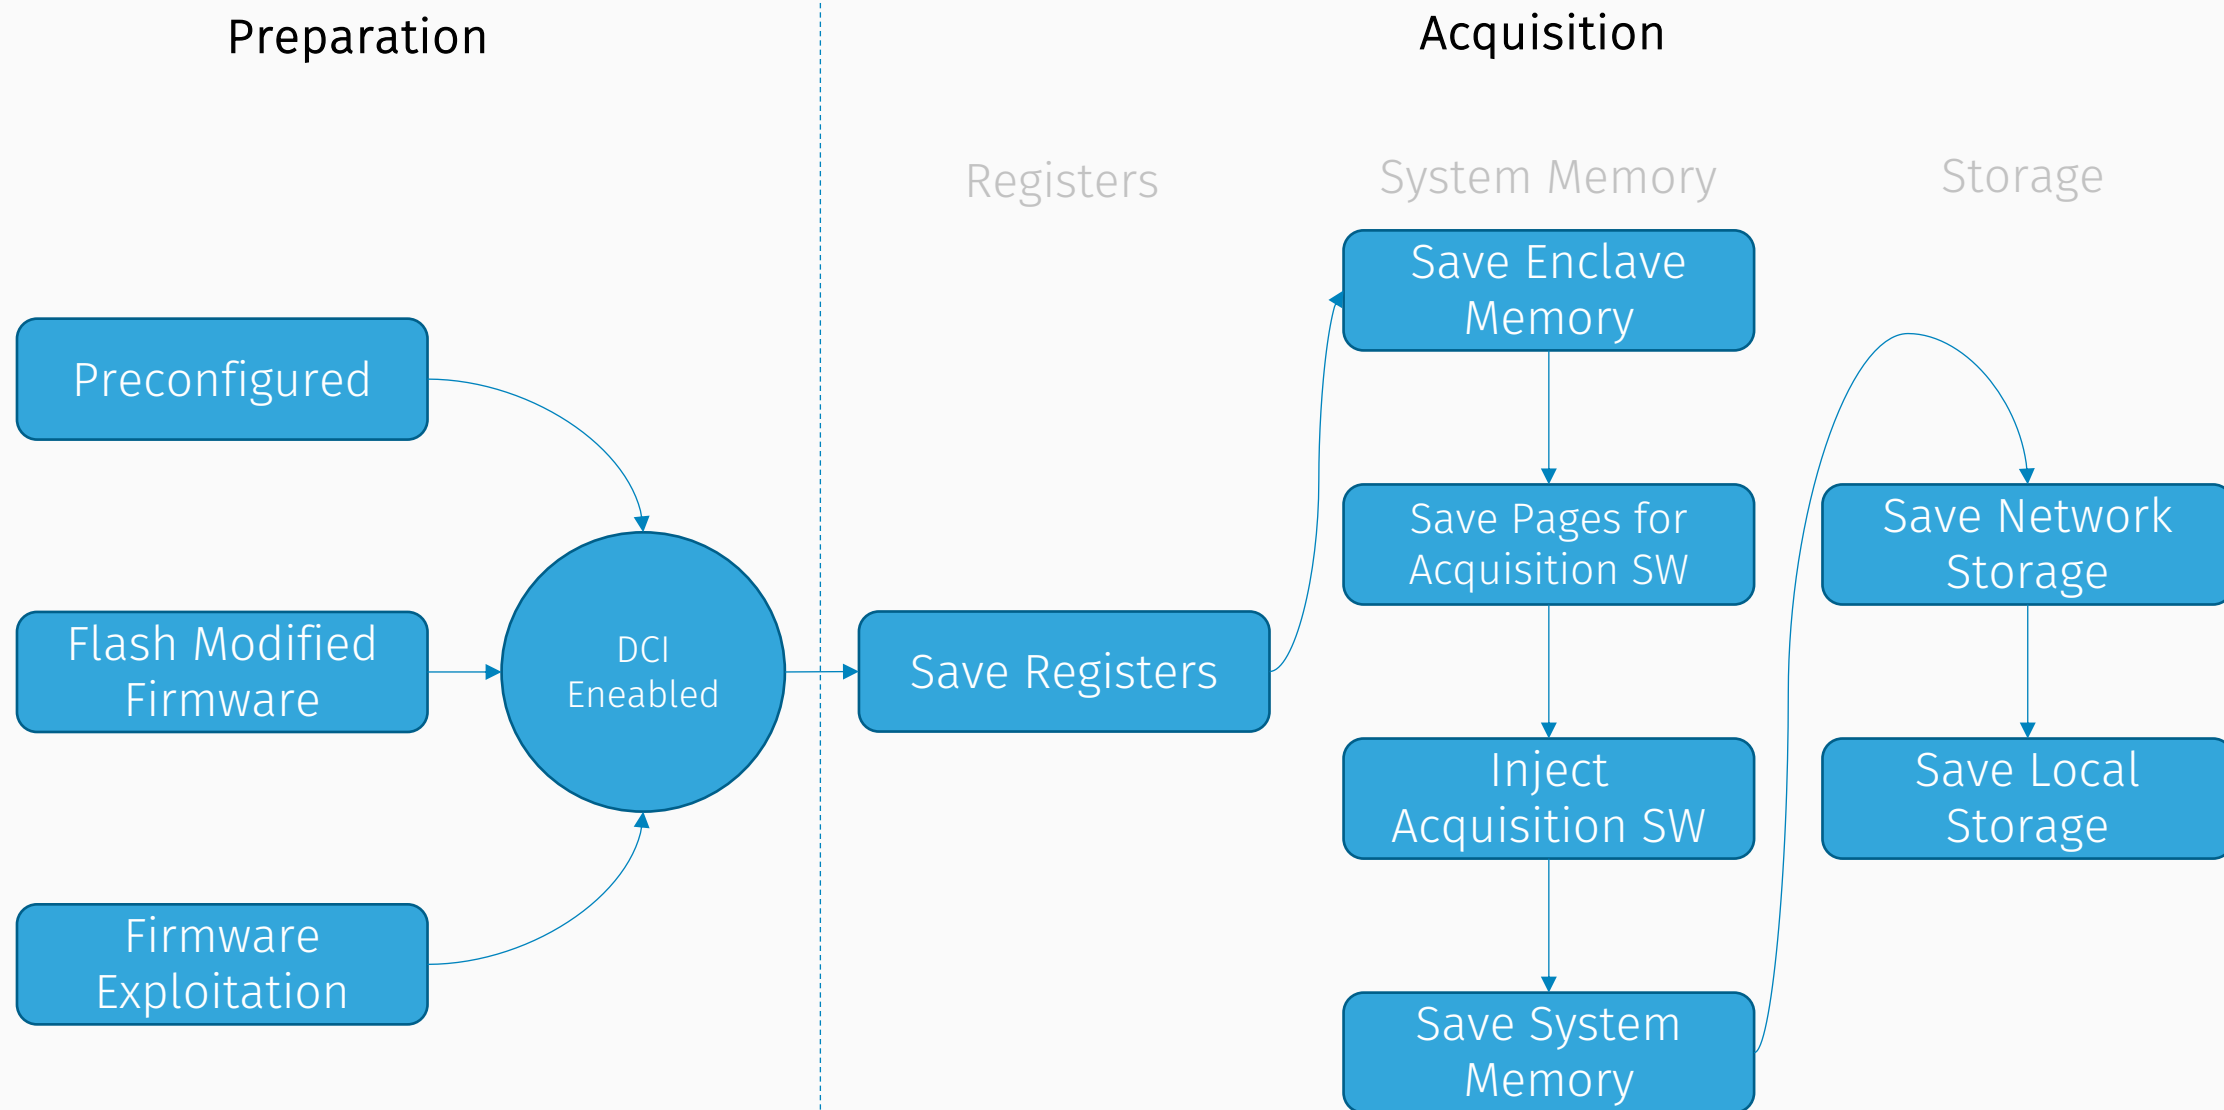 Preparation
Acquisition
Registers
System Memory
Storage
Preconfigured
Flash Modified
Firmware
Firmware
Exploitation
DCI
Eneabled
Save Registers
Save Enclave
Memory
Save Pages for
Acquisition SW
Inject
Acquisition SW
Save System
Memory
Save Network
Storage
Save Local
Storage